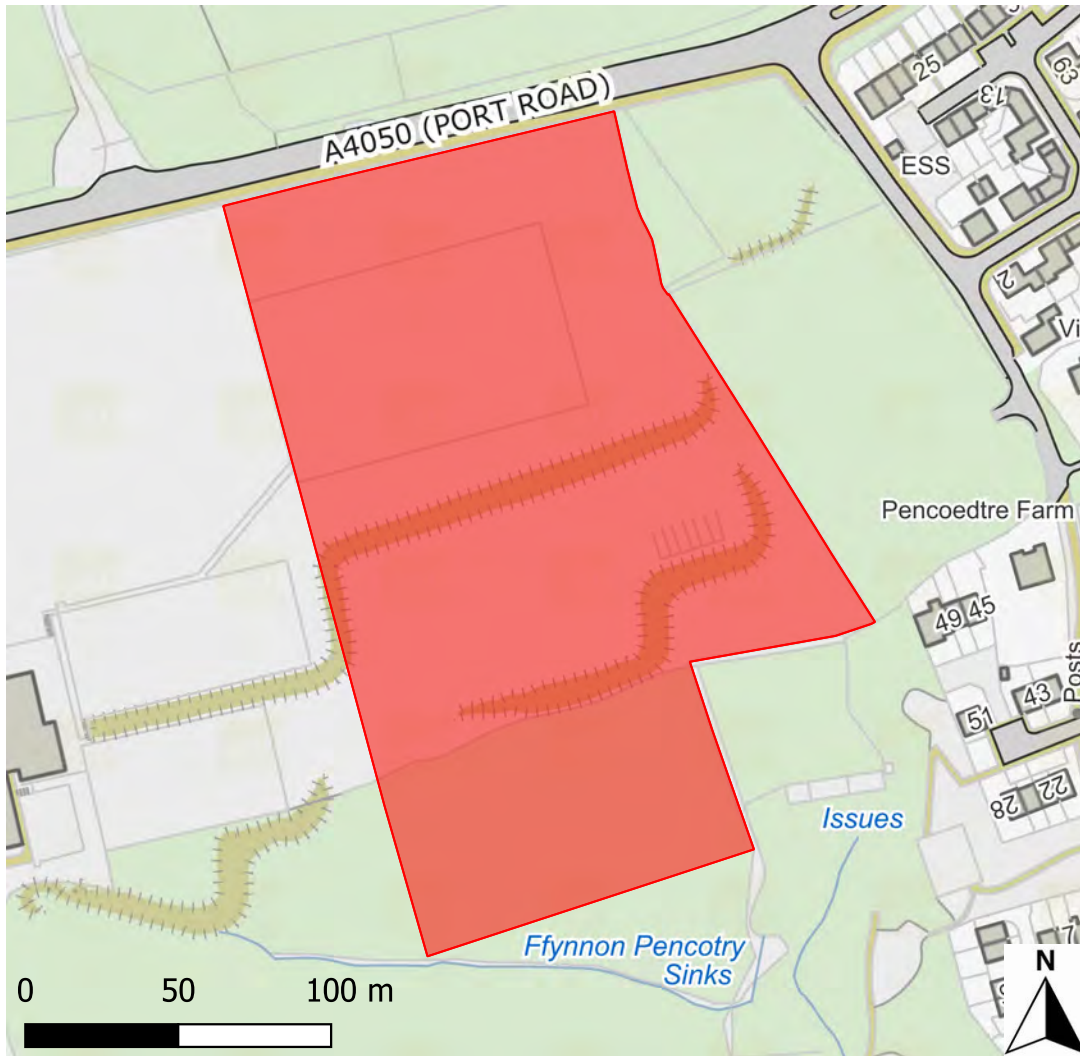 A4050 (PORT ROAD)
25
13
63
ESS
2
Pencoedtre Farm
49
45
43
51
Posts
22
28
Issues
Ffynnon Pencotry
Sinks
0 50 100 m
N